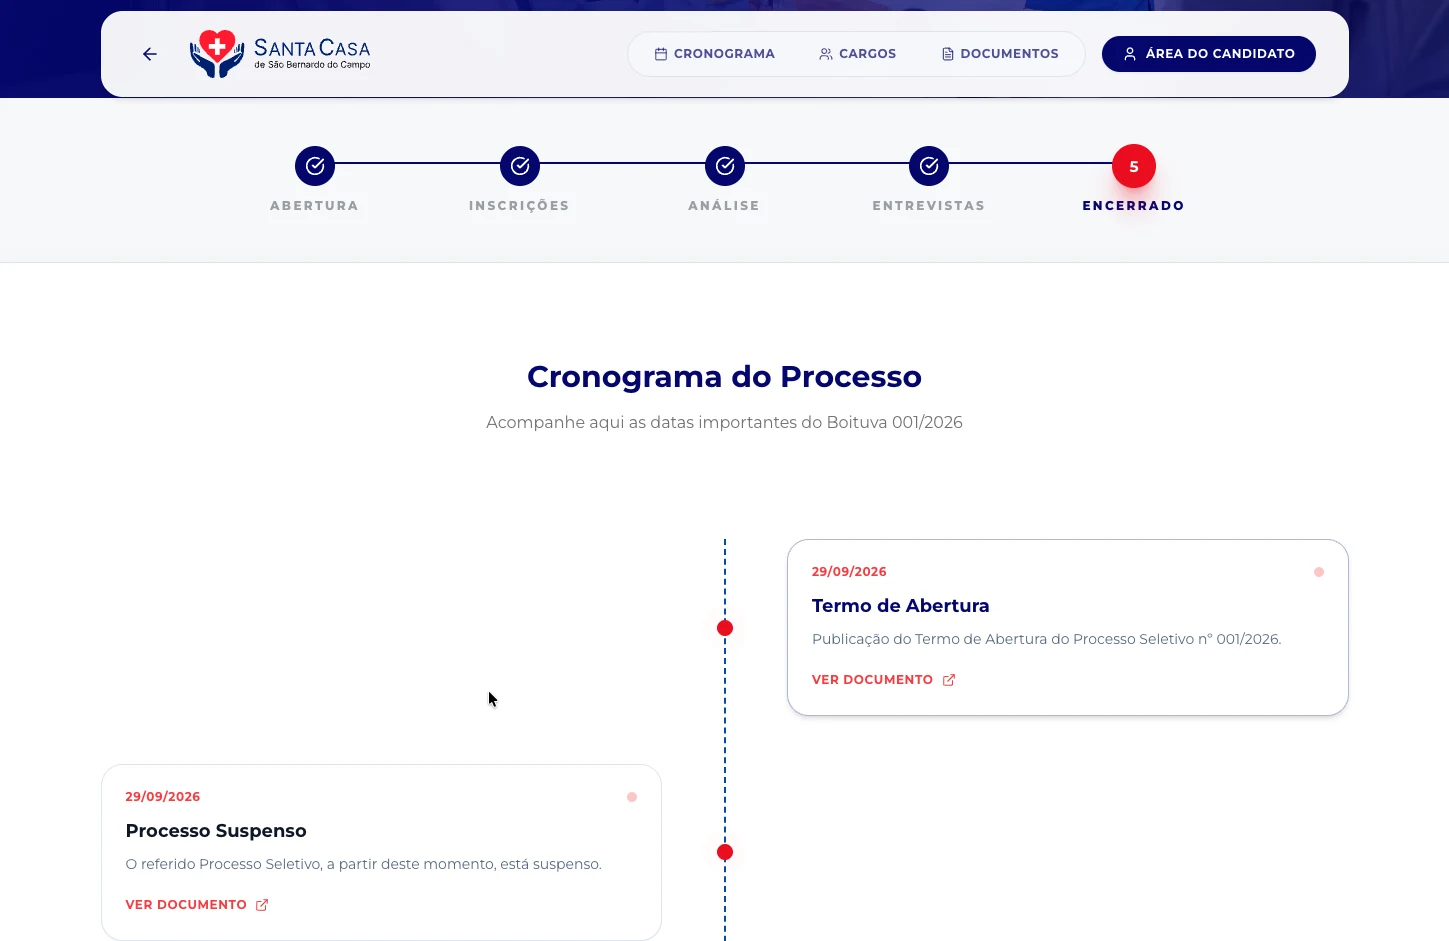 SANTA CASA
de São Bernardo do Campo
CRONOGRAMA
CARGOS
DOCUMENTOS
ÁREA DO CANDIDATO
5
ABERTURA
INSCRIÇÕES
ANÁLISE
ENTREVISTAS
ENCERRADO
Cronograma do Processo
Acompanhe aqui as datas importantes do Boituva 001/2026
29/09/2026
Termo de Abertura
Publicação do Termo de Abertura do Processo Seletivo nº 001/2026.
VER DOCUMENTO
29/09/2026
Processo Suspenso
O referido Processo Seletivo, a partir deste momento, está suspenso.
VER DOCUMENTO